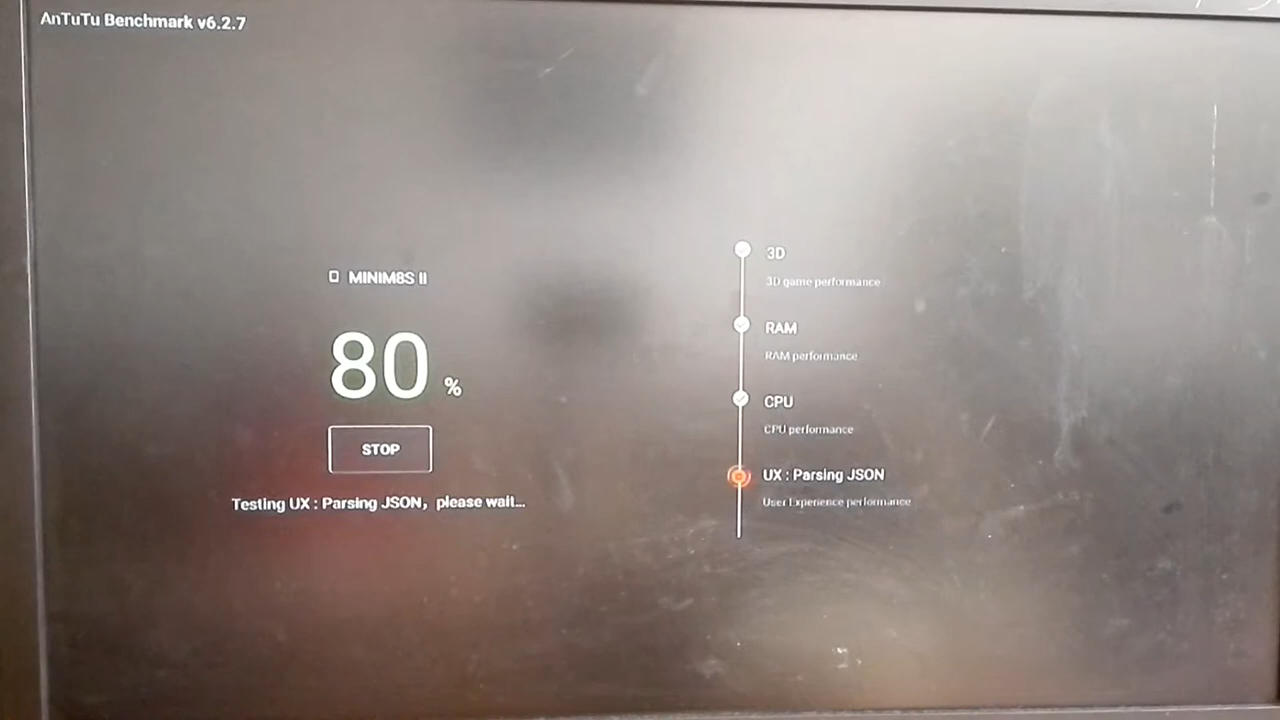 AnTuTu Benchmark v6.2.7
MINIM8S II
80 %
STOP
Testing UX : Parsing JSON, please wait...
3D
3D game performance
RAM
RAM performance
CPU
CPU performance
UX : Parsing JSON
User Experience performance